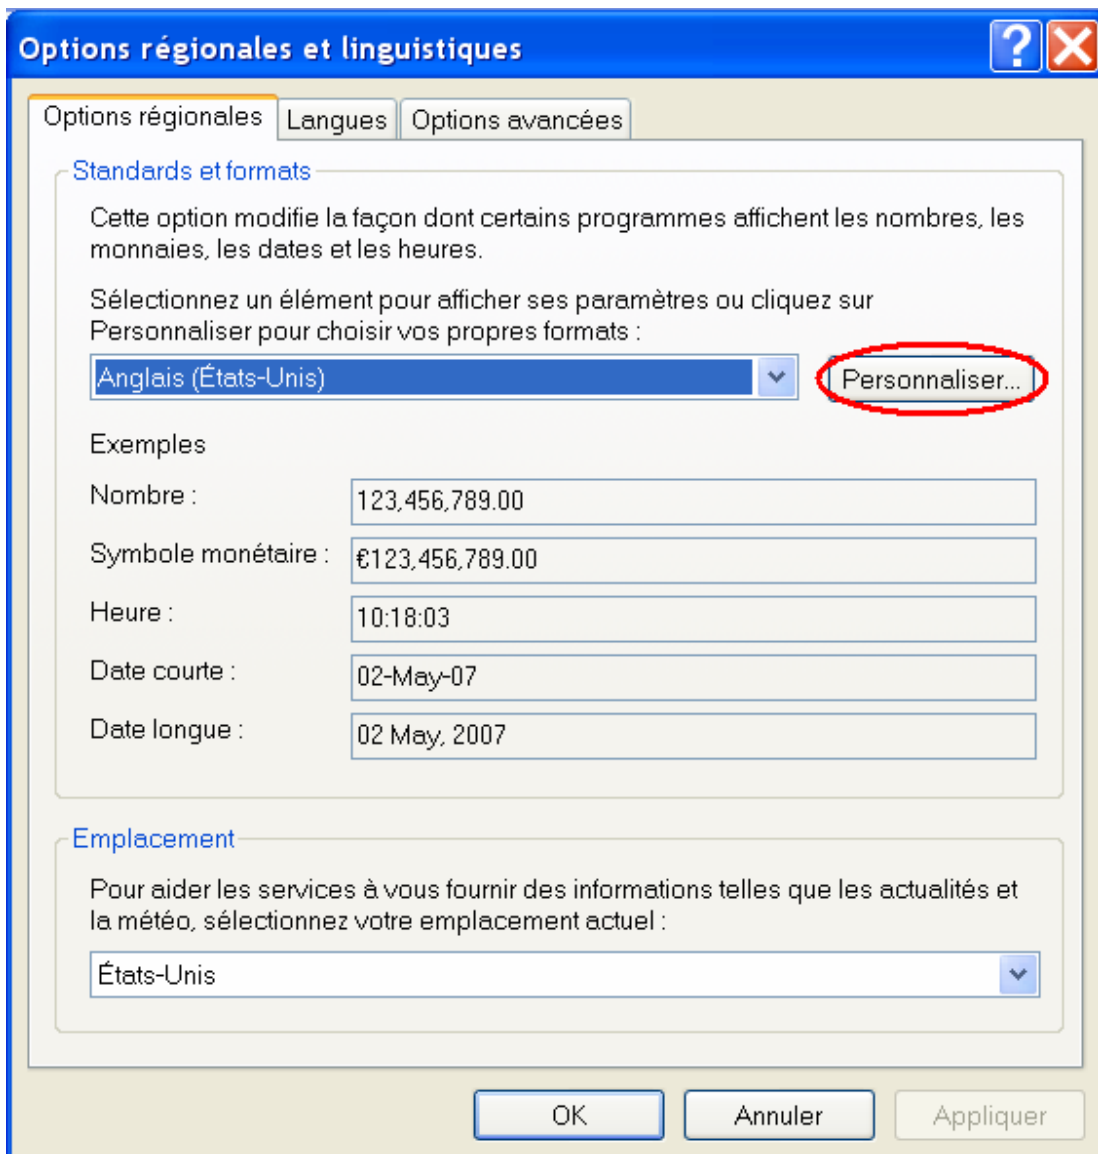 Options régionales et linguistiques
Options régionales
Langues
Options avancées
Standards et formats
Cette option modifie la façon dont certains programmes affichent les nombres, les
monnaies, les dates et les heures.
Sélectionnez un élément pour afficher ses paramètres ou cliquez sur
Personnaliser pour choisir vos propres formats :
Anglais (États-Unis)
Personnaliser...
Exemples
Nombre :
123,456,789.00
Symbole monétaire :
€123,456,789.00
Heure :
10:18:03
Date courte :
02-May-07
Date longue :
02 May, 2007
Emplacement
Pour aider les services à vous fournir des informations telles que les actualités et
la météo, sélectionnez votre emplacement actuel :
États-Unis
OK
Annuler
Appliquer